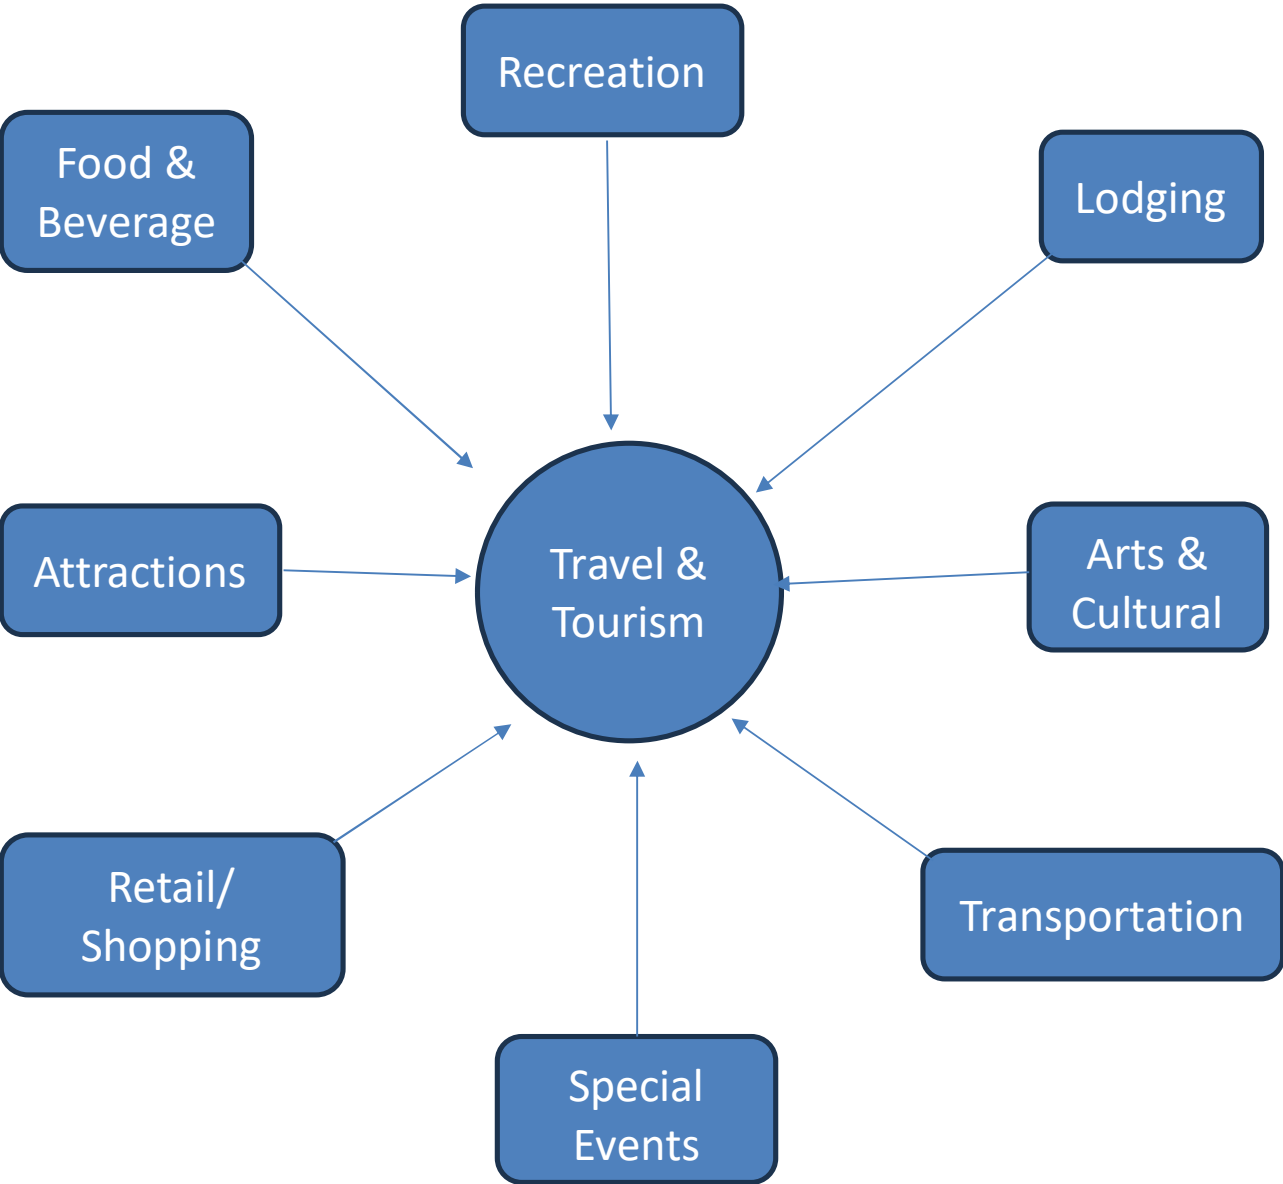 Recreation
Food &
Beverage
Lodging
Attractions
Travel &
Tourism
Arts &
Cultural
Retail/
Shopping
Transportation
Special
Events